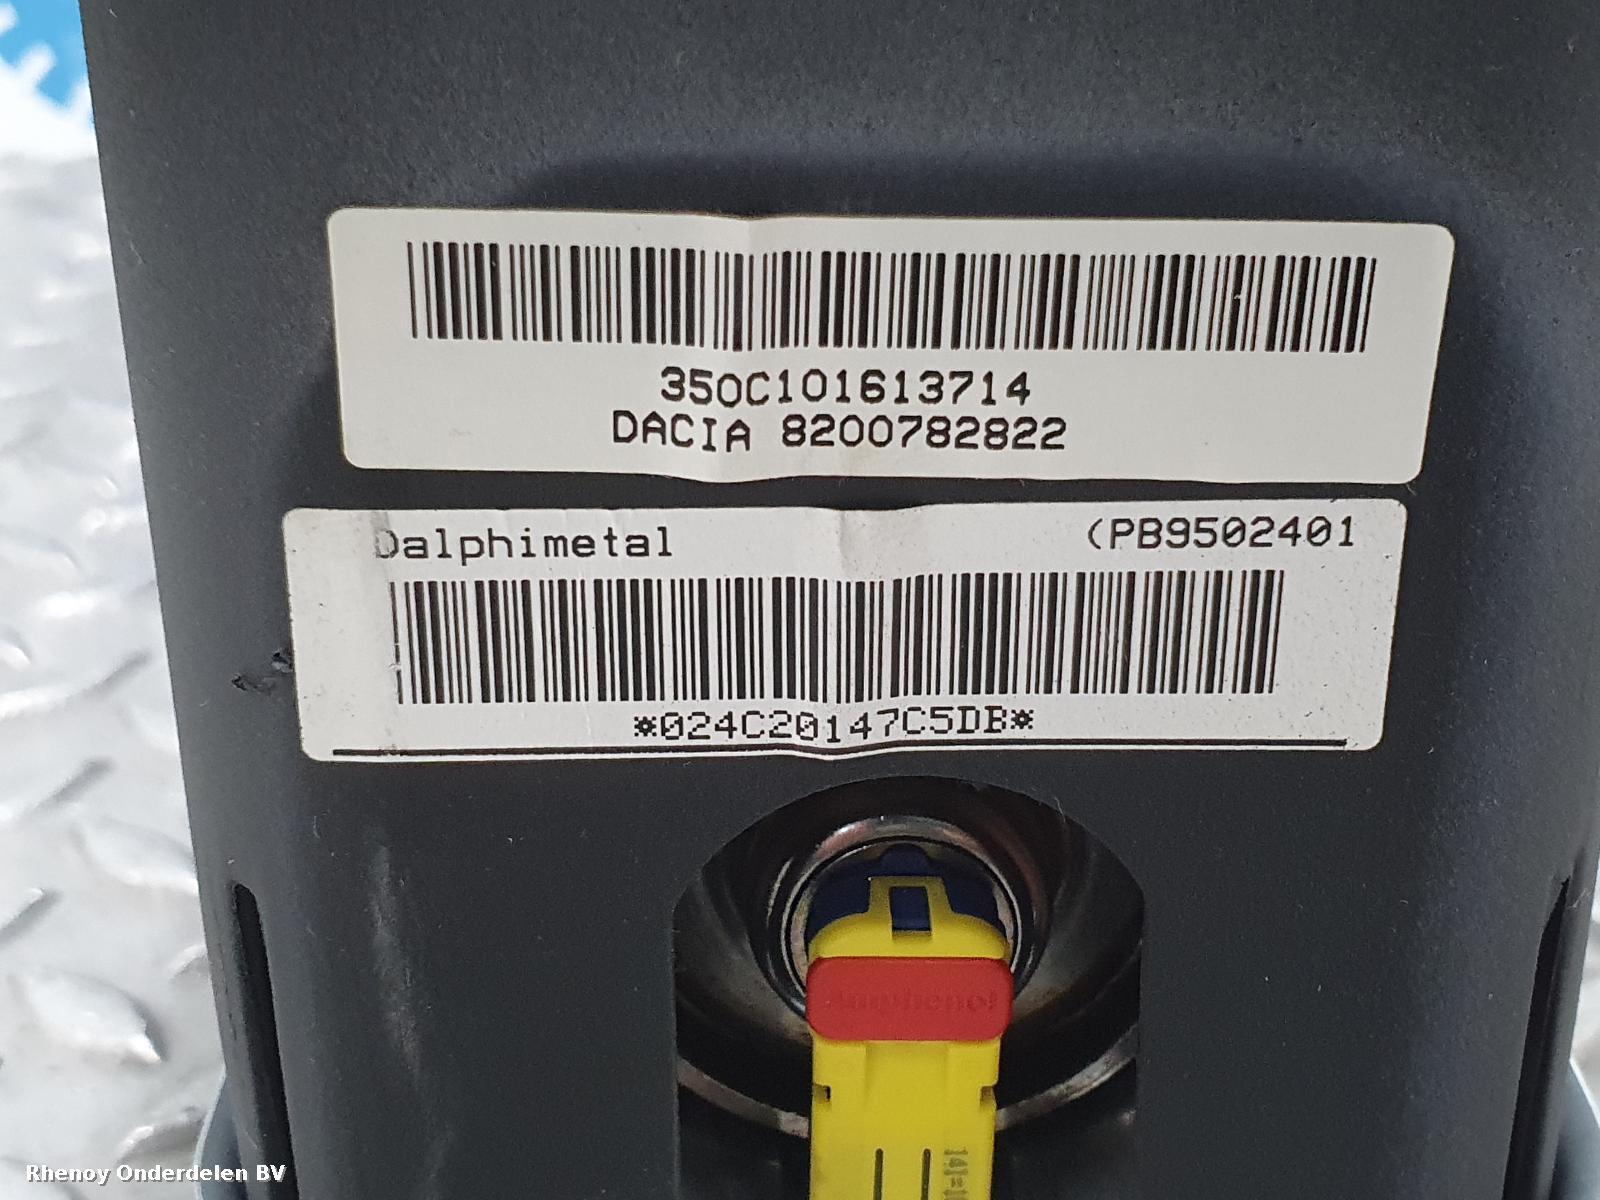 350C101613714
DACIA 8200782822
Dalphimetal (PB9502401
*024C20147C5DB*
Amphenol
Rhenoy Onderdelen BV